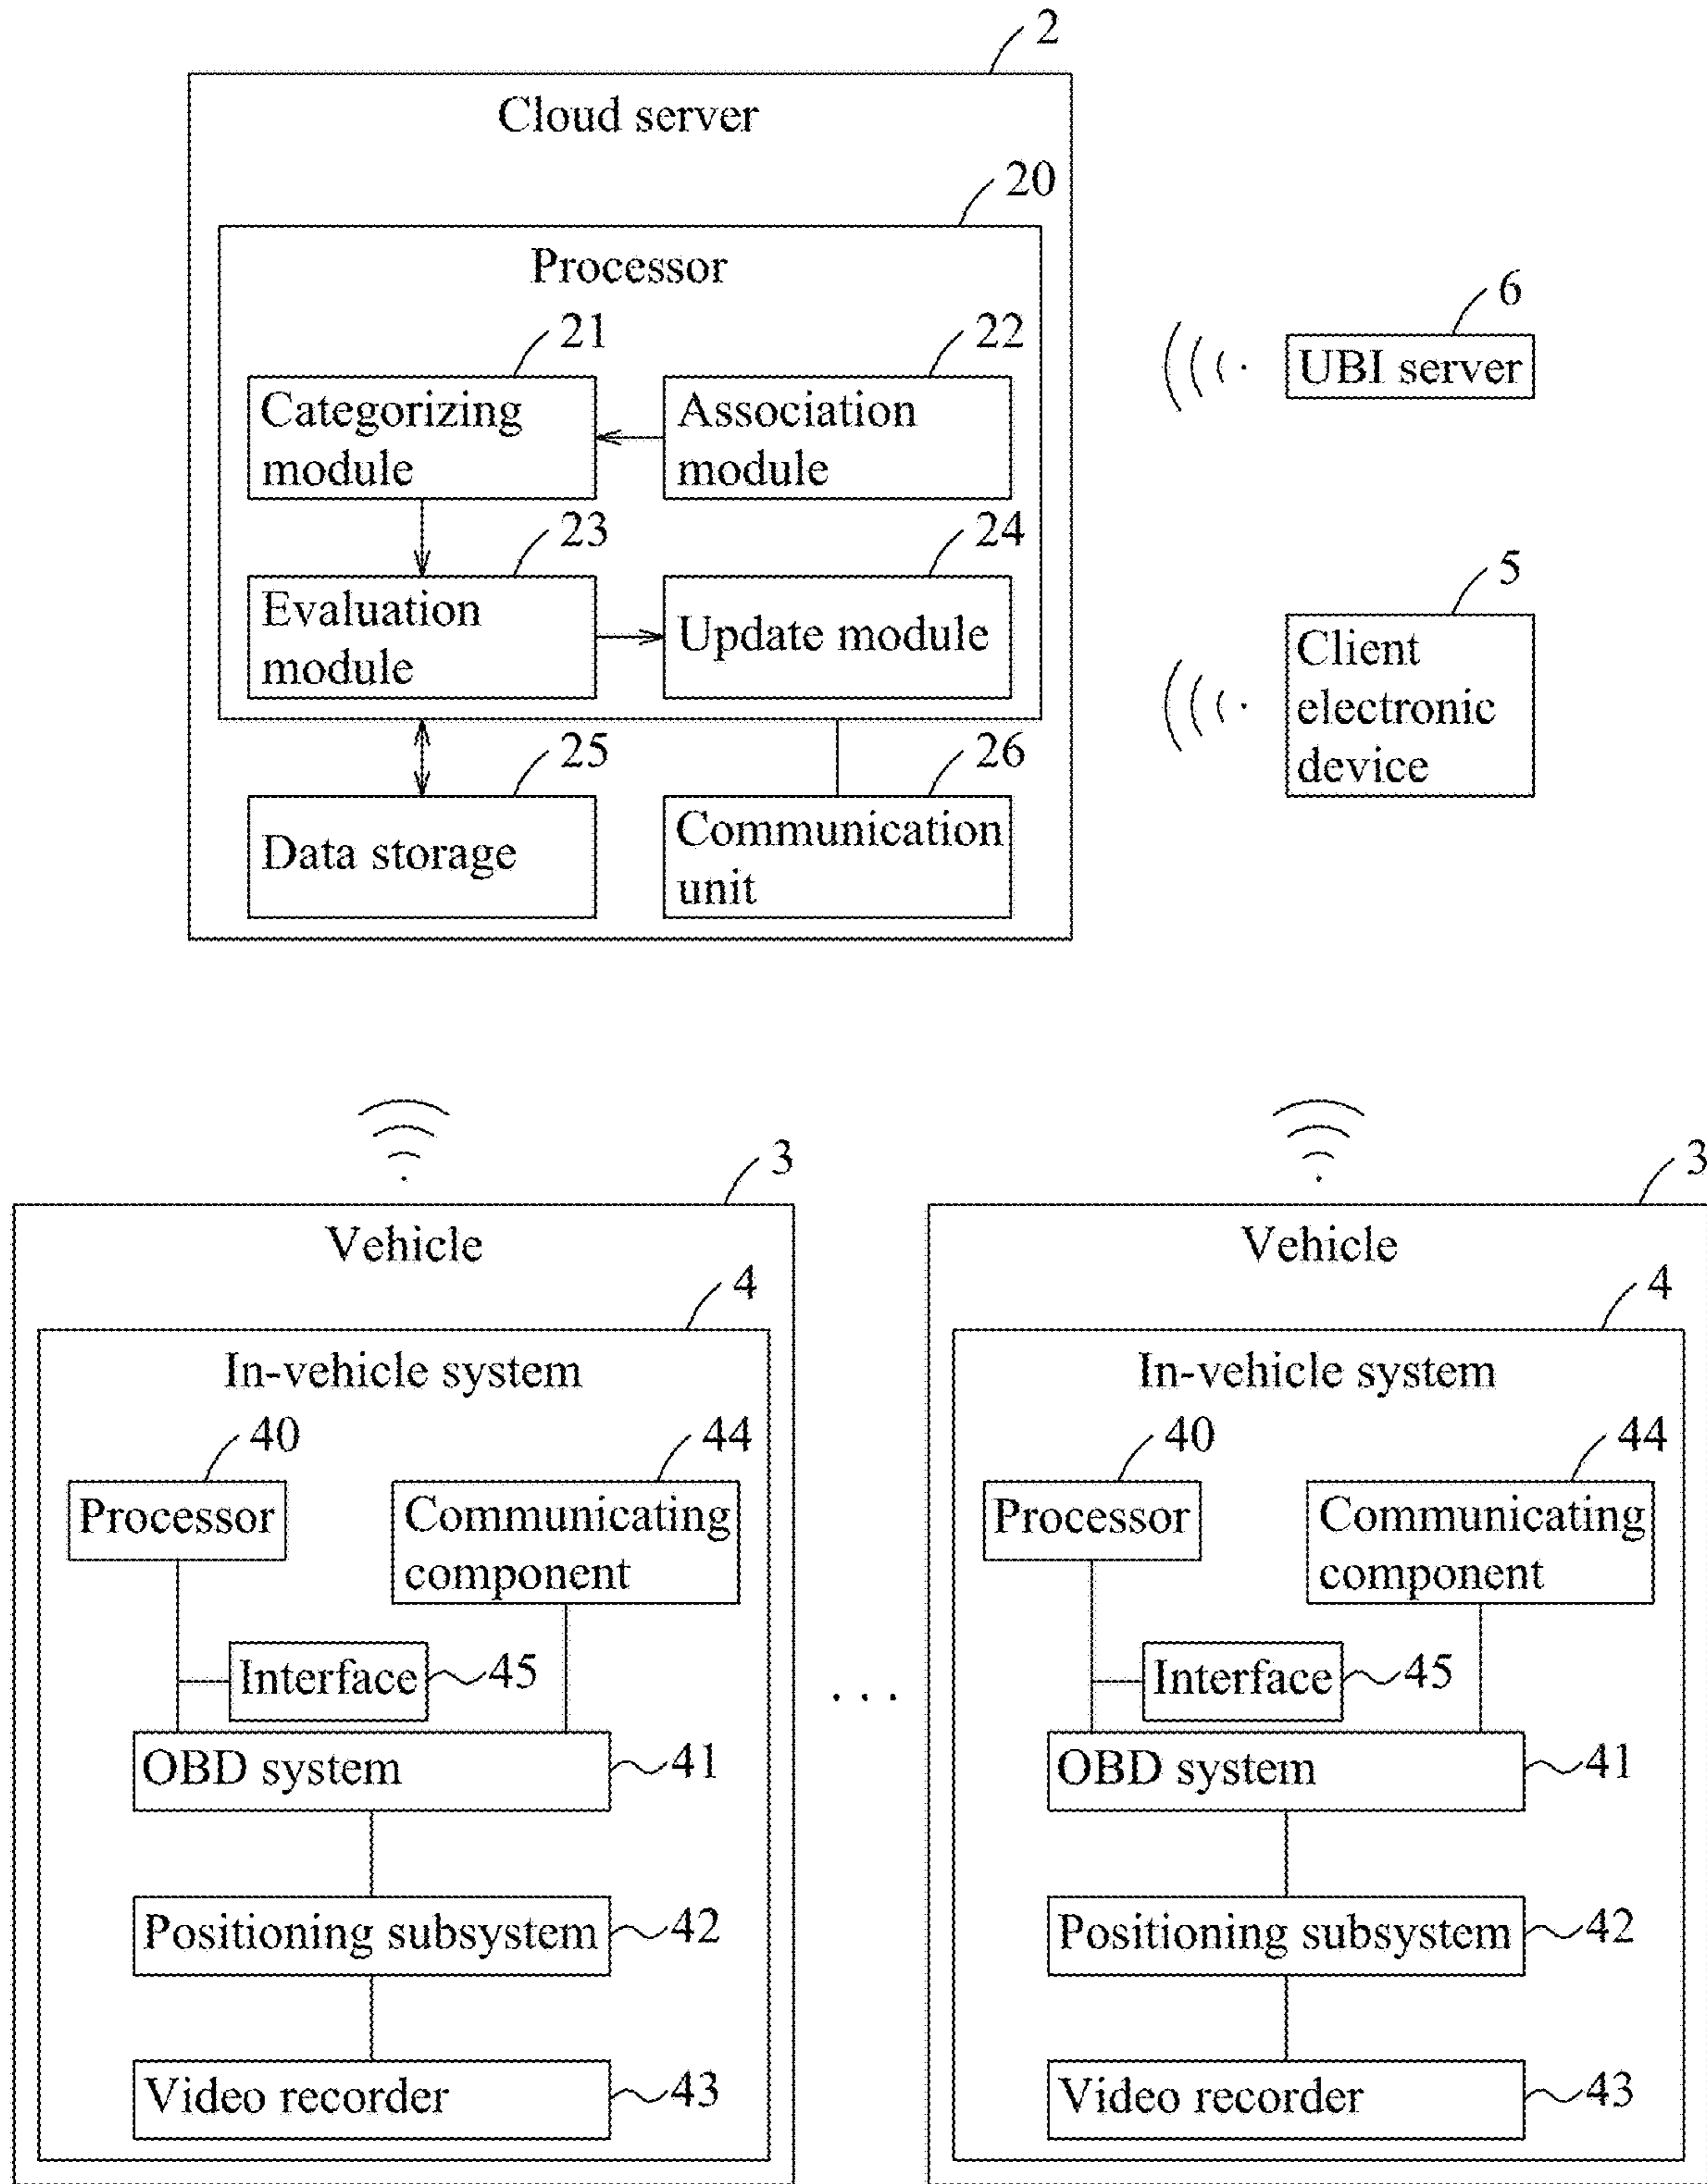 2
Cloud server
20
Processor
21
22
Categorizing
module
Association
module
23
24
Evaluation
module
Update module
25
26
Data storage
Communication
unit
6
UBI server
5
Client
electronic
device
3
Vehicle
4
In-vehicle system
40
44
Processor
Communicating
component
Interface
45
OBD system
41
Positioning subsystem
42
Video recorder
43
...
3
Vehicle
4
In-vehicle system
40
44
Processor
Communicating
component
Interface
45
OBD system
41
Positioning subsystem
42
Video recorder
43